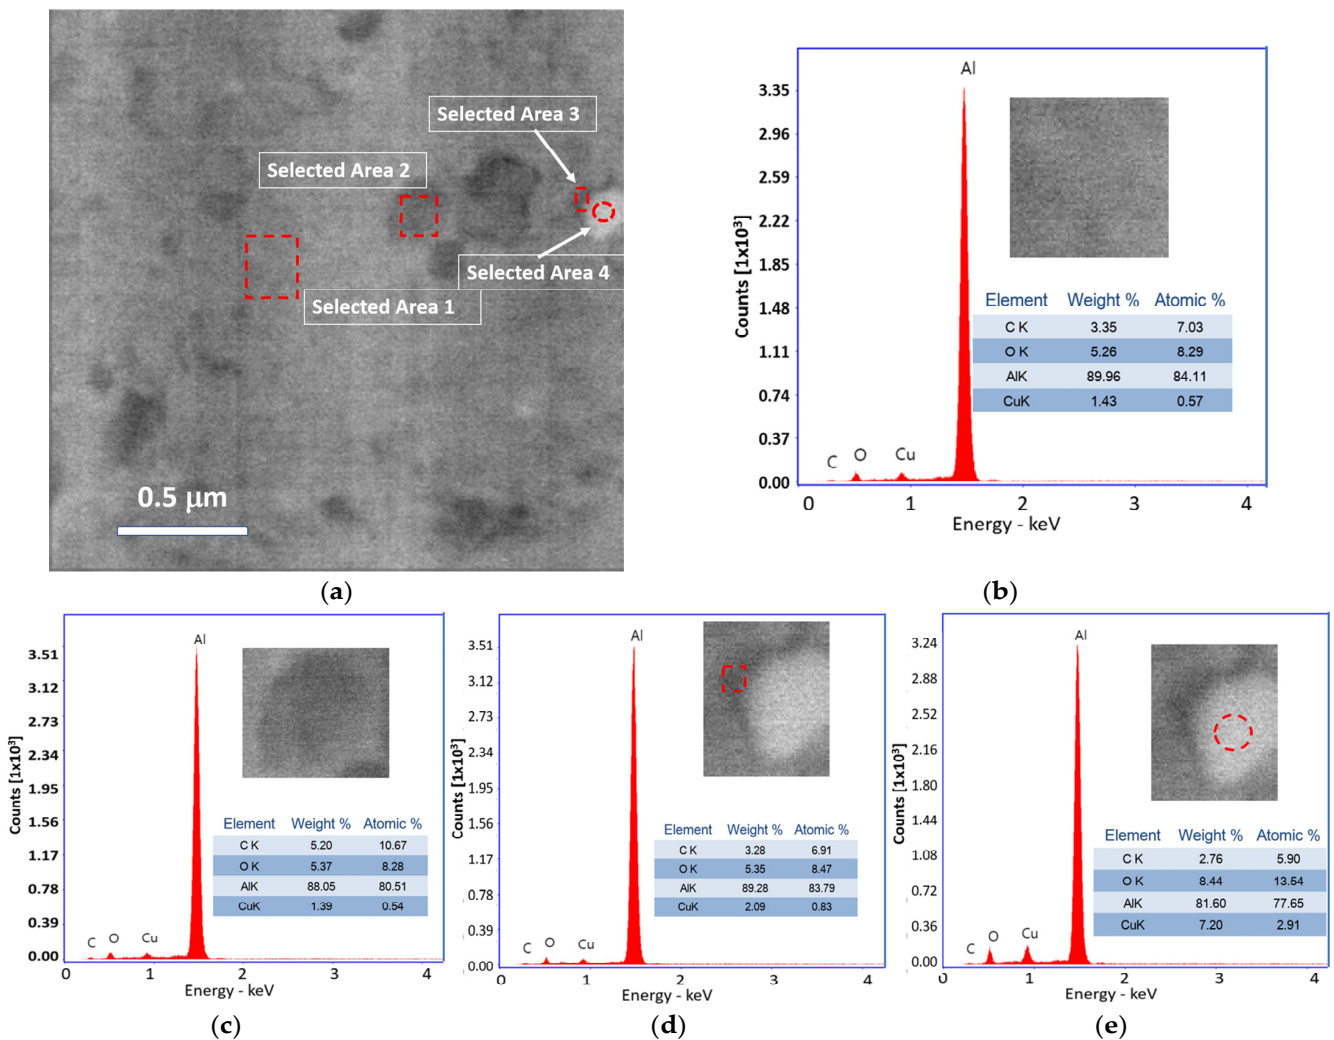 Selected Area 3
Selected Area 2
Selected Area 4
Selected Area 1
0.5 μm
(a)
Al
3.35
2.96
2.59
2.22
1.85
1.48
1.11
0.74
0.37
0.00
Counts [1x10³]
Element Weight % Atomic %
C K 3.35 7.03
O K 5.26 8.29
AlK 89.96 84.11
CuK 1.43 0.57
C O Cu
0 1 2 3 4
Energy - keV
(b)
Al
3.51
3.12
2.73
2.34
1.95
1.56
1.17
0.78
0.39
0.00
Counts [1x10³]
Element Weight % Atomic %
C K 5.20 10.67
O K 5.37 8.28
AlK 88.05 80.51
CuK 1.39 0.54
C O Cu
0 1 2 3 4
Energy - keV
(c)
Al
3.51
3.12
2.73
2.34
1.95
1.56
1.17
0.78
0.39
0.00
Counts [1x10³]
Element Weight % Atomic %
C K 3.28 6.91
O K 5.35 8.47
AlK 89.28 83.79
CuK 2.09 0.83
C O Cu
0 1 2 3 4
Energy - keV
(d)
Al
3.24
2.88
2.52
2.16
1.80
1.44
1.08
0.72
0.36
0.00
Counts [1x10³]
Element Weight % Atomic %
C K 2.76 5.90
O K 8.44 13.54
AlK 81.60 77.65
CuK 7.20 2.91
C O Cu
0 1 2 3 4
Energy - keV
(e)